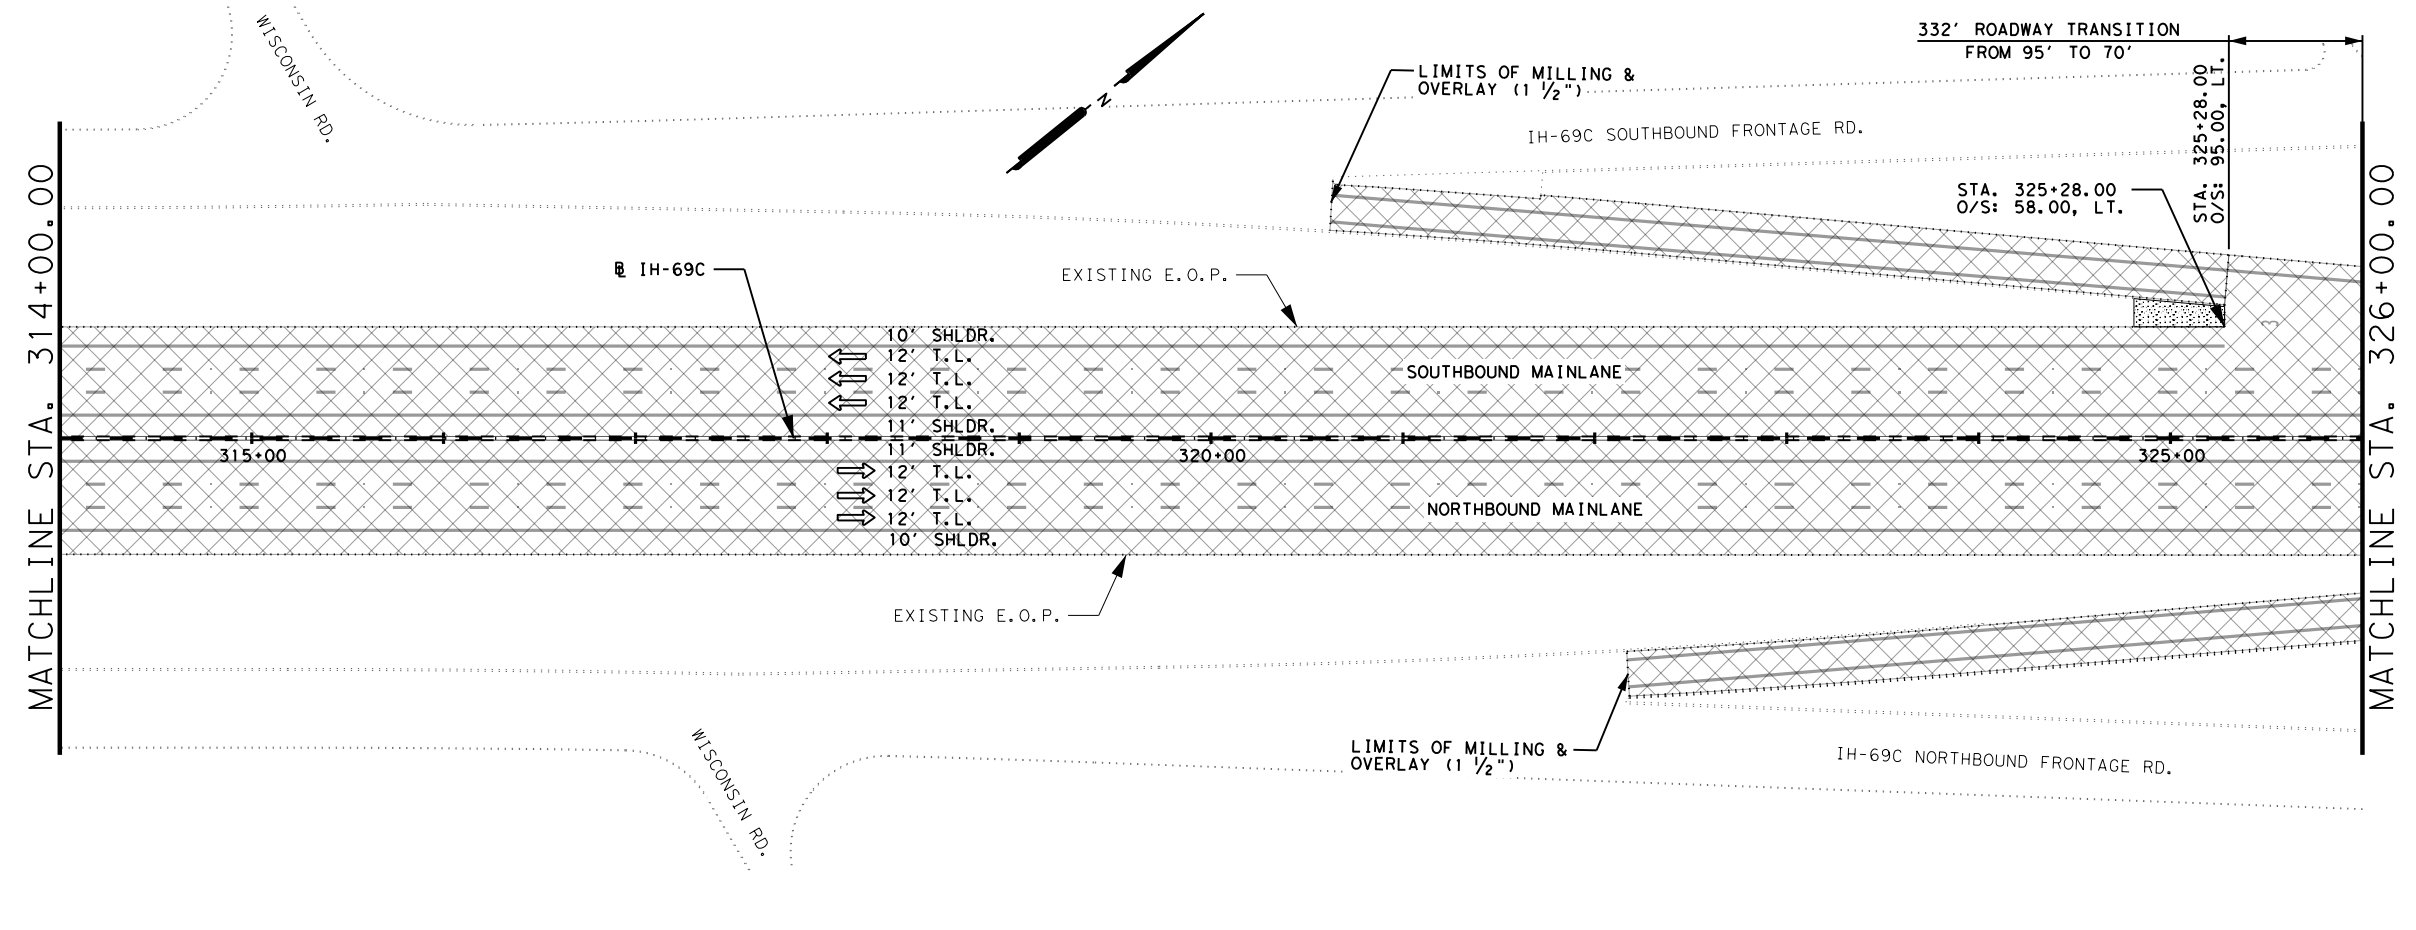 332' ROADWAY TRANSITION
FROM 95' TO 70'
WISCONSIN RD.
N
LIMITS OF MILLING &
OVERLAY (1 ½")
IH-69C SOUTHBOUND FRONTAGE RD.
STA. 325+28.00
O/S: 95.00, LT.
STA. 325+28.00
O/S: 58.00, LT.
MATCHLINE STA. 314+00.00
MATCHLINE STA. 326+00.00
℄ IH-69C
EXISTING E.O.P.
3
10' SHLDR.
12' T.L.
12' T.L.
12' T.L.
11' SHLDR.
11' SHLDR.
12' T.L.
12' T.L.
12' T.L.
10' SHLDR.
SOUTHBOUND MAINLANE
315+00
320+00
325+00
NORTHBOUND MAINLANE
EXISTING E.O.P.
WISCONSIN RD.
LIMITS OF MILLING &
OVERLAY (1 ½")
IH-69C NORTHBOUND FRONTAGE RD.